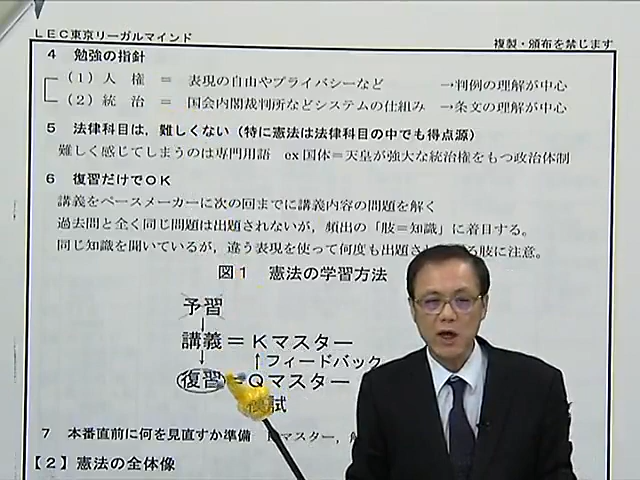 LEC東京リーガルマインド
複製・頒布を禁じます
4 勉強の指針
(1) 人 権 = 表現の自由やプライバシーなど →判例の理解が中心
(2) 統 治 = 国会内閣裁判所などシステムの仕組み →条文の理解が中心
5 法律科目は,難しくない(特に憲法は法律科目の中でも得点源)
難しく感じてしまうのは専門用語 ex国体=天皇が強大な統治権をもつ政治体制
6 復習だけでOK
講義をペースメーカーに次の回までに講義内容の問題を解く
過去問と全く同じ問題は出題されないが,頻出の「肢=知識」に着目する。
同じ知識を聞いているが,違う表現を使って何度も出題さ る肢に注意。
図1 憲法の学習方法
予習
↓
講義=Kマスター
↓ ↑フィードバック
復習=Qマスター
模試
7 本番直前に何を見直すか準備 Kマスター,
【2】憲法の全体像